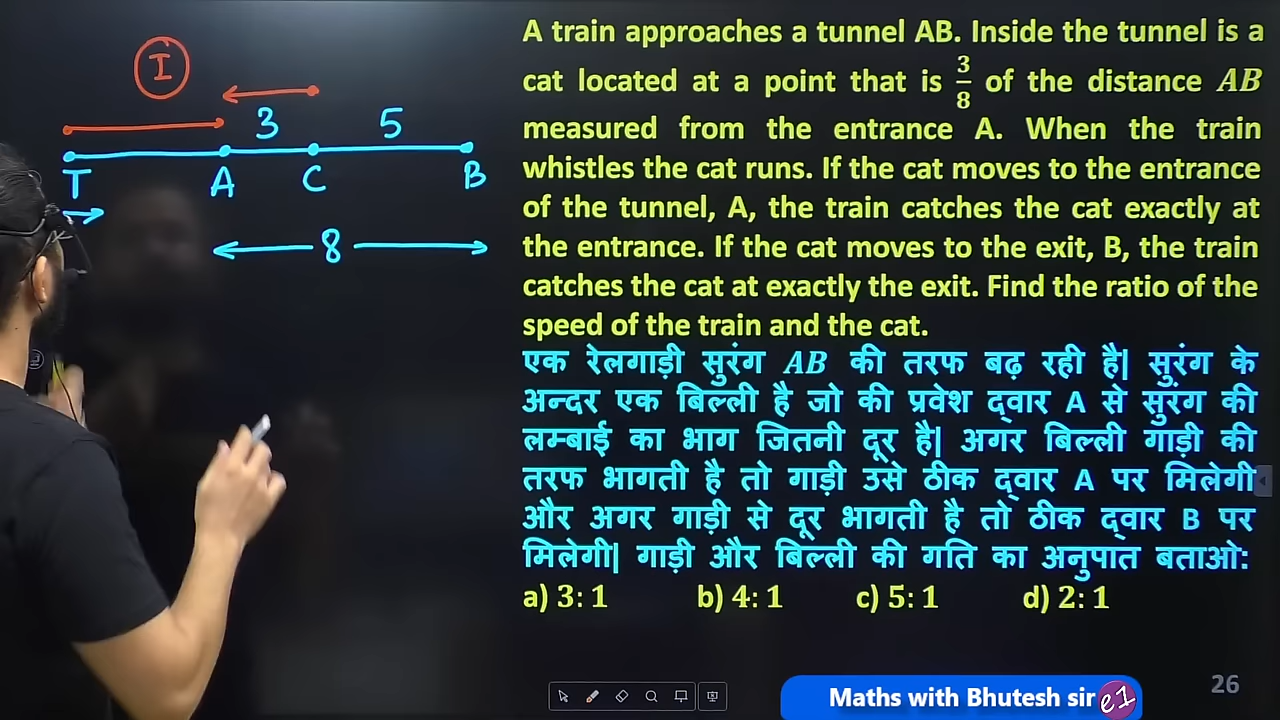 I
3 5
T A C B
8
A train approaches a tunnel AB. Inside the tunnel is a
cat located at a point that is 3/8 of the distance AB
measured from the entrance A. When the train
whistles the cat runs. If the cat moves to the entrance
of the tunnel, A, the train catches the cat exactly at
the entrance. If the cat moves to the exit, B, the train
catches the cat at exactly the exit. Find the ratio of the
speed of the train and the cat.
एक रेलगाड़ी सुरंग AB की तरफ बढ़ रही है| सुरंग के
अन्दर एक बिल्ली है जो की प्रवेश द्वार A से सुरंग की
लम्बाई का भाग जितनी दूर है| अगर बिल्ली गाड़ी की
तरफ भागती है तो गाड़ी उसे ठीक द्वार A पर मिलेगी
और अगर गाड़ी से दूर भागती है तो ठीक द्वार B पर
मिलेगी| गाड़ी और बिल्ली की गति का अनुपात बताओ:
a) 3: 1 b) 4: 1 c) 5: 1 d) 2: 1
Maths with Bhutesh sir e1
26